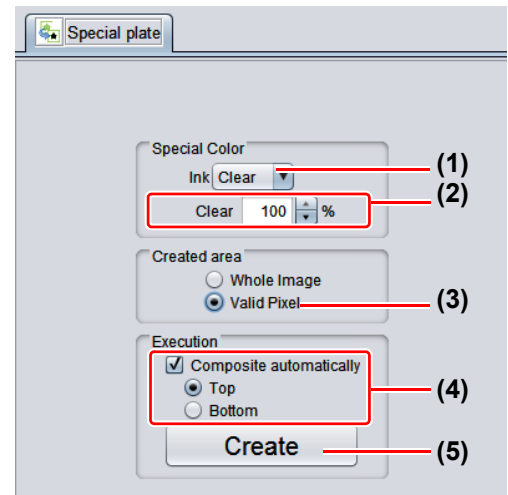 Special plate
Special Color
Ink Clear (1)
Clear 100 % (2)
Created area
Whole Image
Valid Pixel (3)
Execution
Composite automatically
Top (4)
Bottom
Create (5)